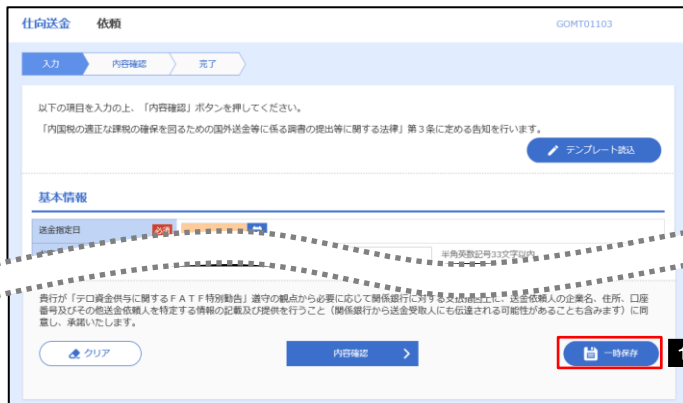 仕向送金 依頼 GOMT01103
入力 内容確認 完了
以下の項目を入力の上、「内容確認」ボタンを押してください。
「内国税の適正な課税の確保を図るための国外送金等に係る調書の提出等に関する法律」第3条に定める告知を行います。
テンプレート読込
基本情報
送金指定日 必須
半角英数記号33文字以内
貴行が「テロ資金供与に関するＦＡＴＦ特別勧告」遵守の観点から必要に応じて関係銀行に対する支払指図上に、送金依頼人の企業名、住所、口座
番号及びその他送金依頼人を特定する情報の記載及び提供を行うこと（関係銀行から送金受取人にも伝達される可能性があることも含みます）に同
意し、承諾いたします。
クリア 内容確認 一時保存